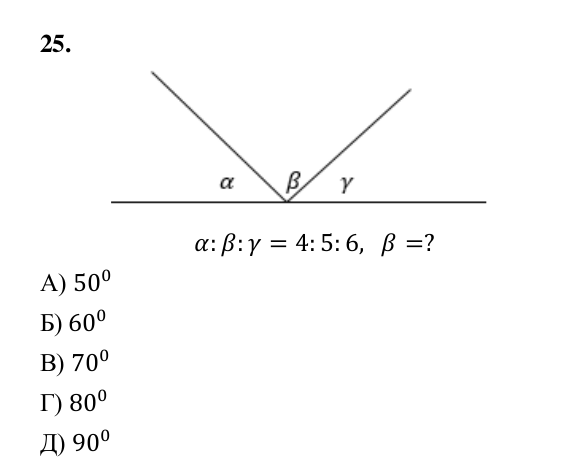 25.
α β γ
α: β: γ = 4: 5: 6, β =?
А) 50⁰
Б) 60⁰
В) 70⁰
Г) 80⁰
Д) 90⁰